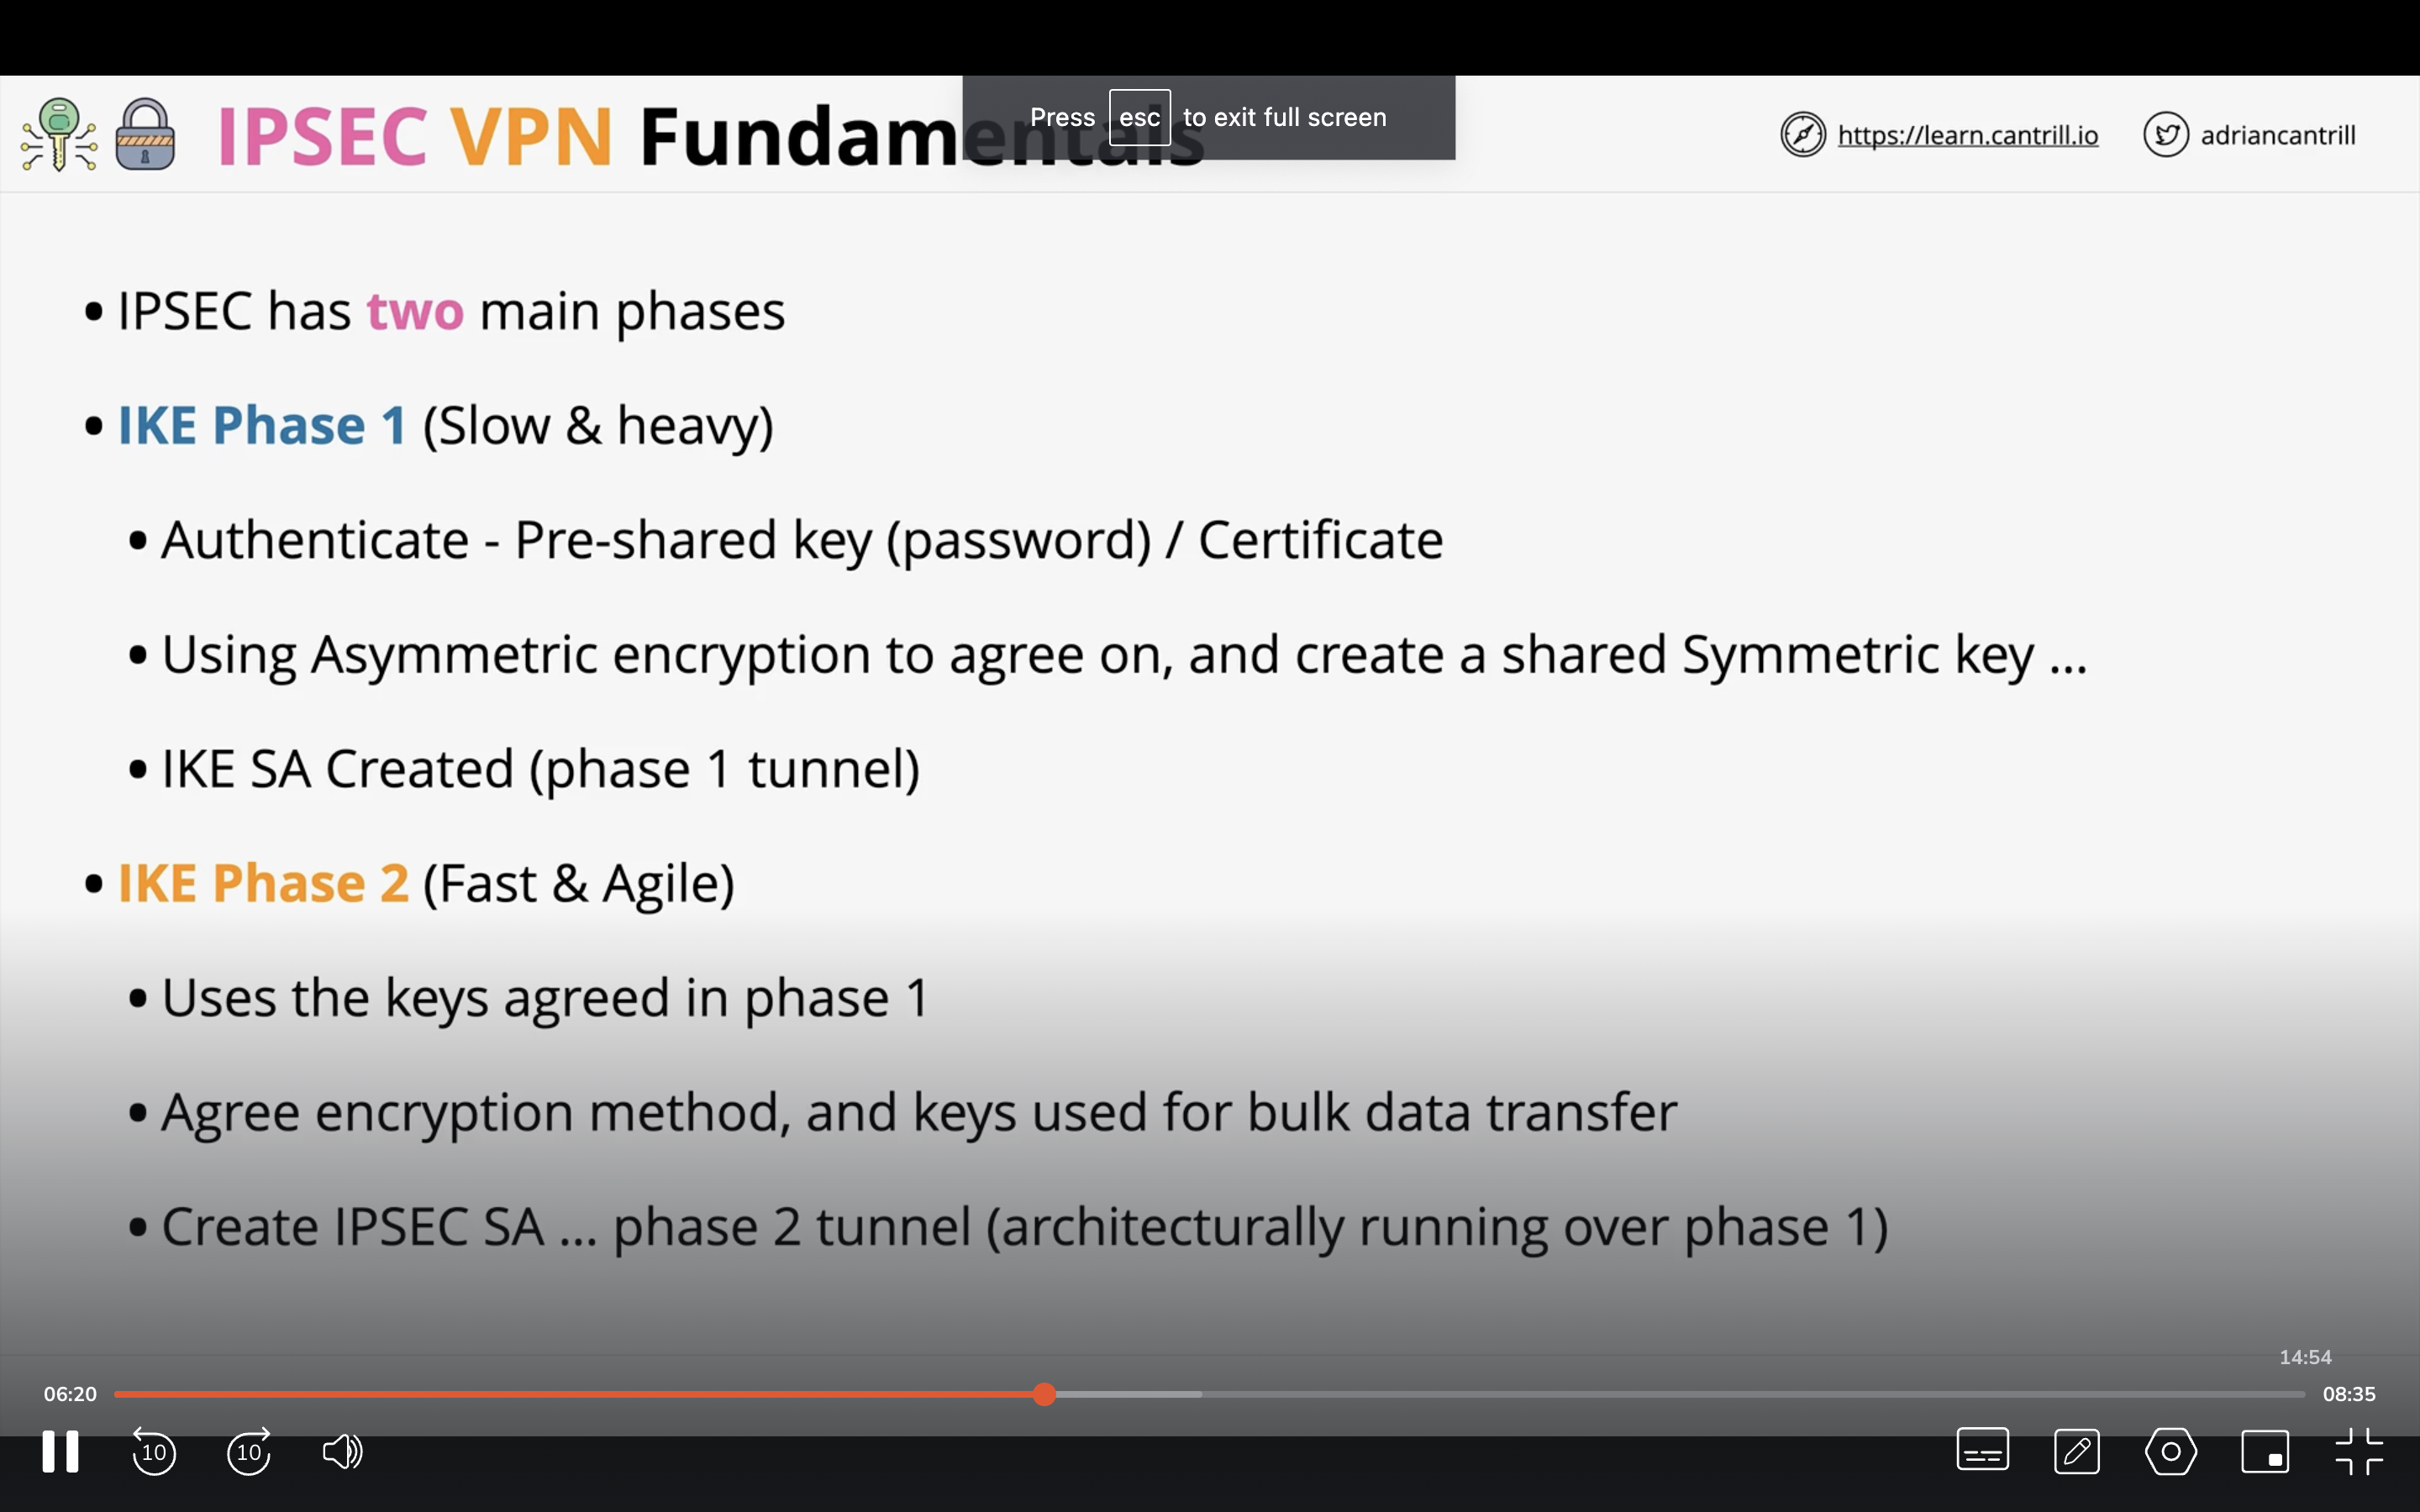 IPSEC VPN Fundamentals
Press esc to exit full screen
https://learn.cantrill.io
adriancantrill
• IPSEC has two main phases
• IKE Phase 1 (Slow & heavy)
• Authenticate - Pre-shared key (password) / Certificate
• Using Asymmetric encryption to agree on, and create a shared Symmetric key ...
• IKE SA Created (phase 1 tunnel)
• IKE Phase 2 (Fast & Agile)
• Uses the keys agreed in phase 1
• Agree encryption method, and keys used for bulk data transfer
• Create IPSEC SA ... phase 2 tunnel (architecturally running over phase 1)
14:54
06:20
08:35
10
10